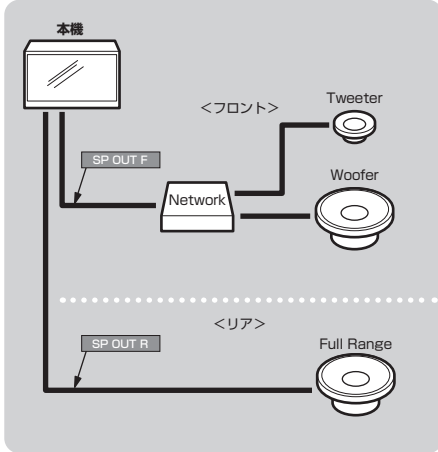 本機
＜フロント＞
Tweeter
SP OUT F
Woofer
Network
＜リア＞
SP OUT R
Full Range